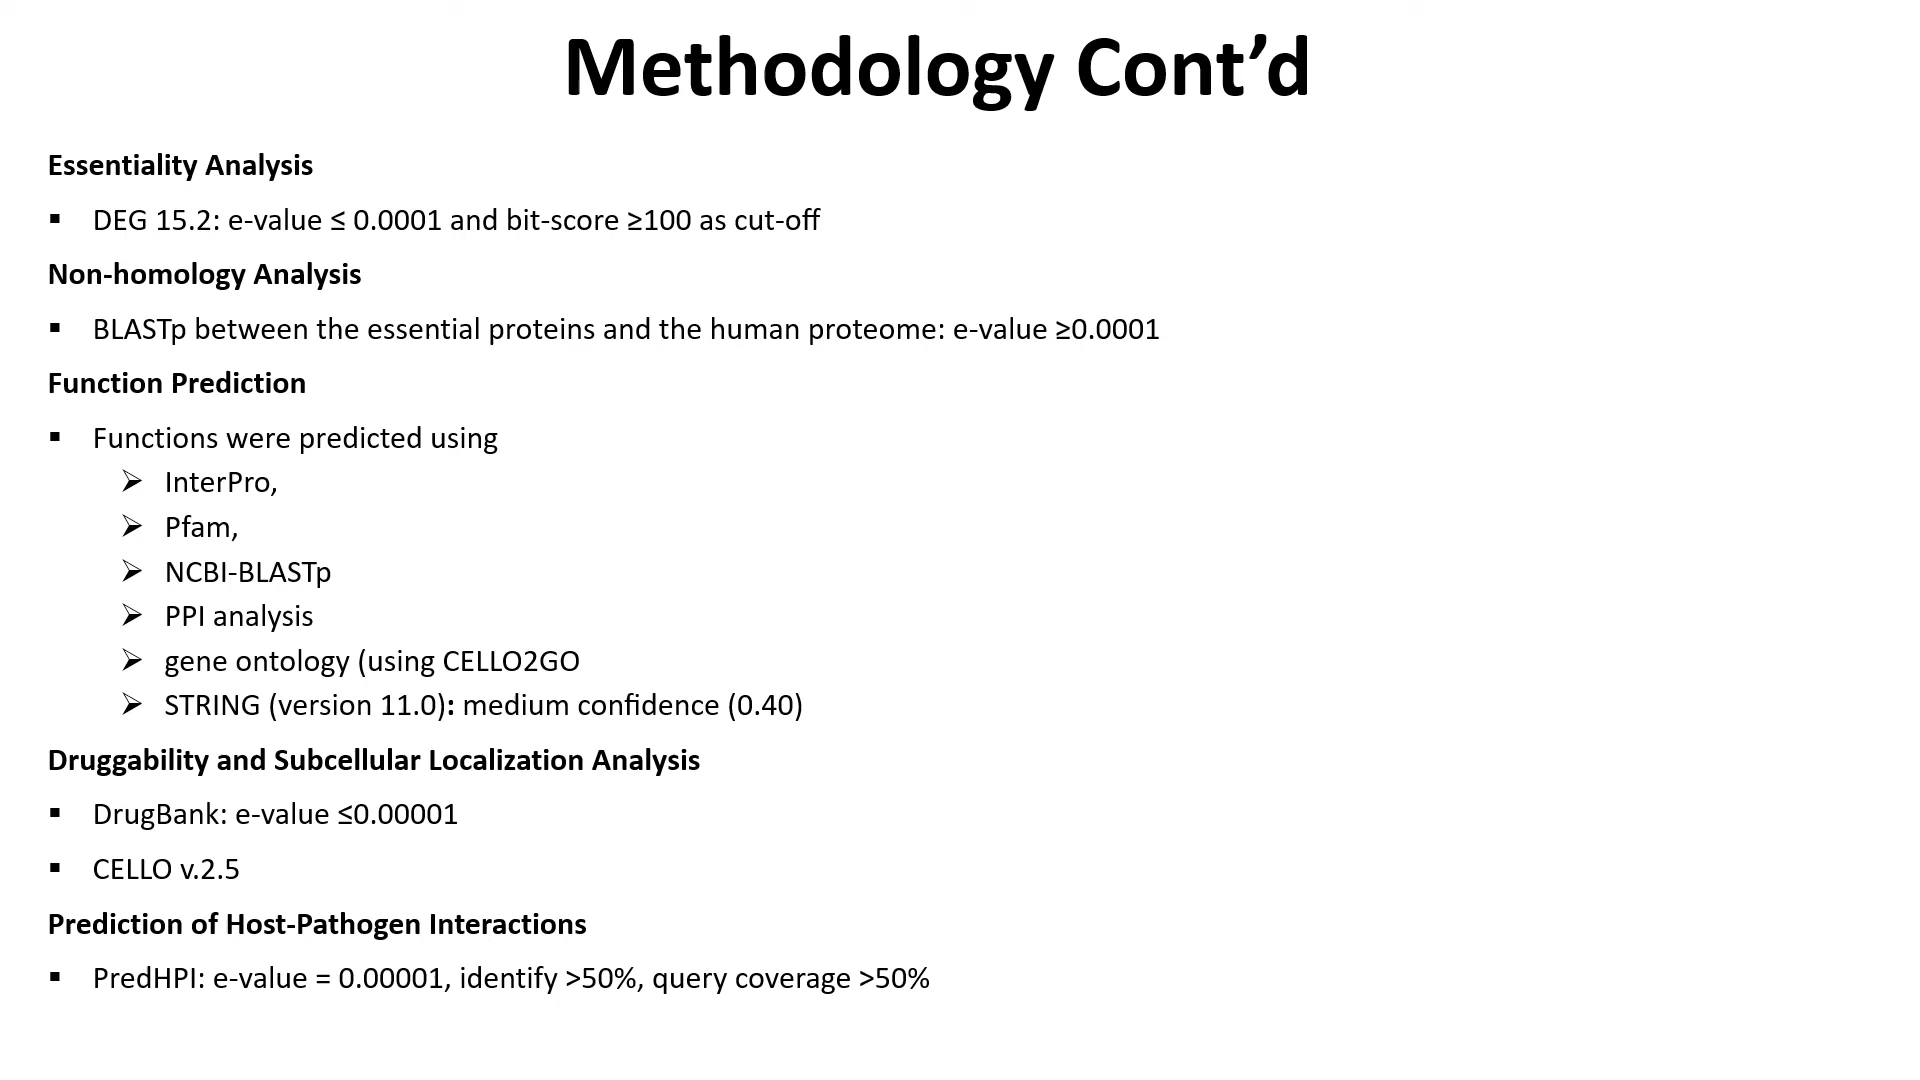 Methodology Cont’d
Essentiality Analysis
▪ DEG 15.2: e-value ≤ 0.0001 and bit-score ≥100 as cut-off
Non-homology Analysis
▪ BLASTp between the essential proteins and the human proteome: e-value ≥0.0001
Function Prediction
▪ Functions were predicted using
➢ InterPro,
➢ Pfam,
➢ NCBI-BLASTp
➢ PPI analysis
➢ gene ontology (using CELLO2GO
➢ STRING (version 11.0): medium confidence (0.40)
Druggability and Subcellular Localization Analysis
▪ DrugBank: e-value ≤0.00001
▪ CELLO v.2.5
Prediction of Host-Pathogen Interactions
▪ PredHPI: e-value = 0.00001, identify >50%, query coverage >50%